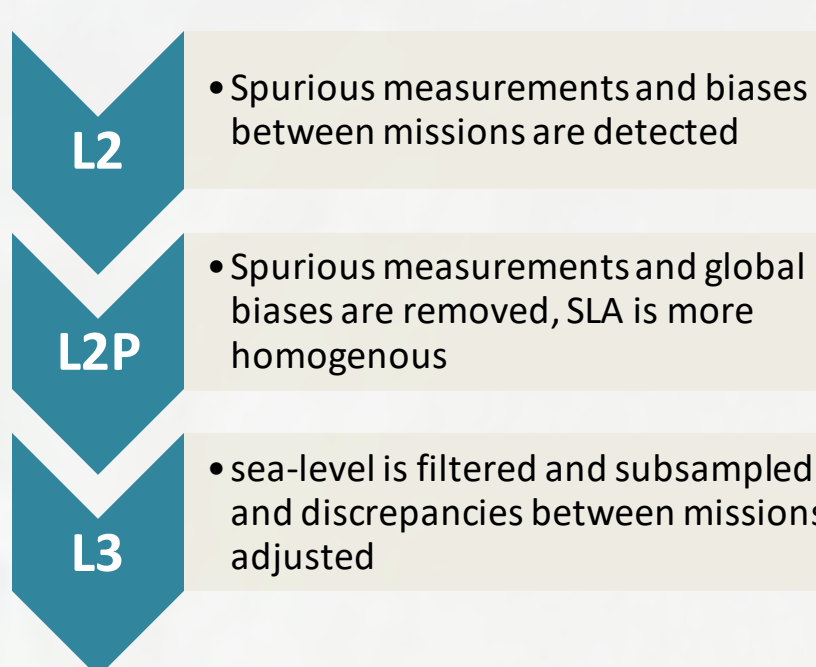 L2
• Spurious measurements and biases
between missions are detected
L2P
• Spurious measurements and global
biases are removed, SLA is more
homogenous
L3
• sea-level is filtered and subsampled
and discrepancies between missions
adjusted